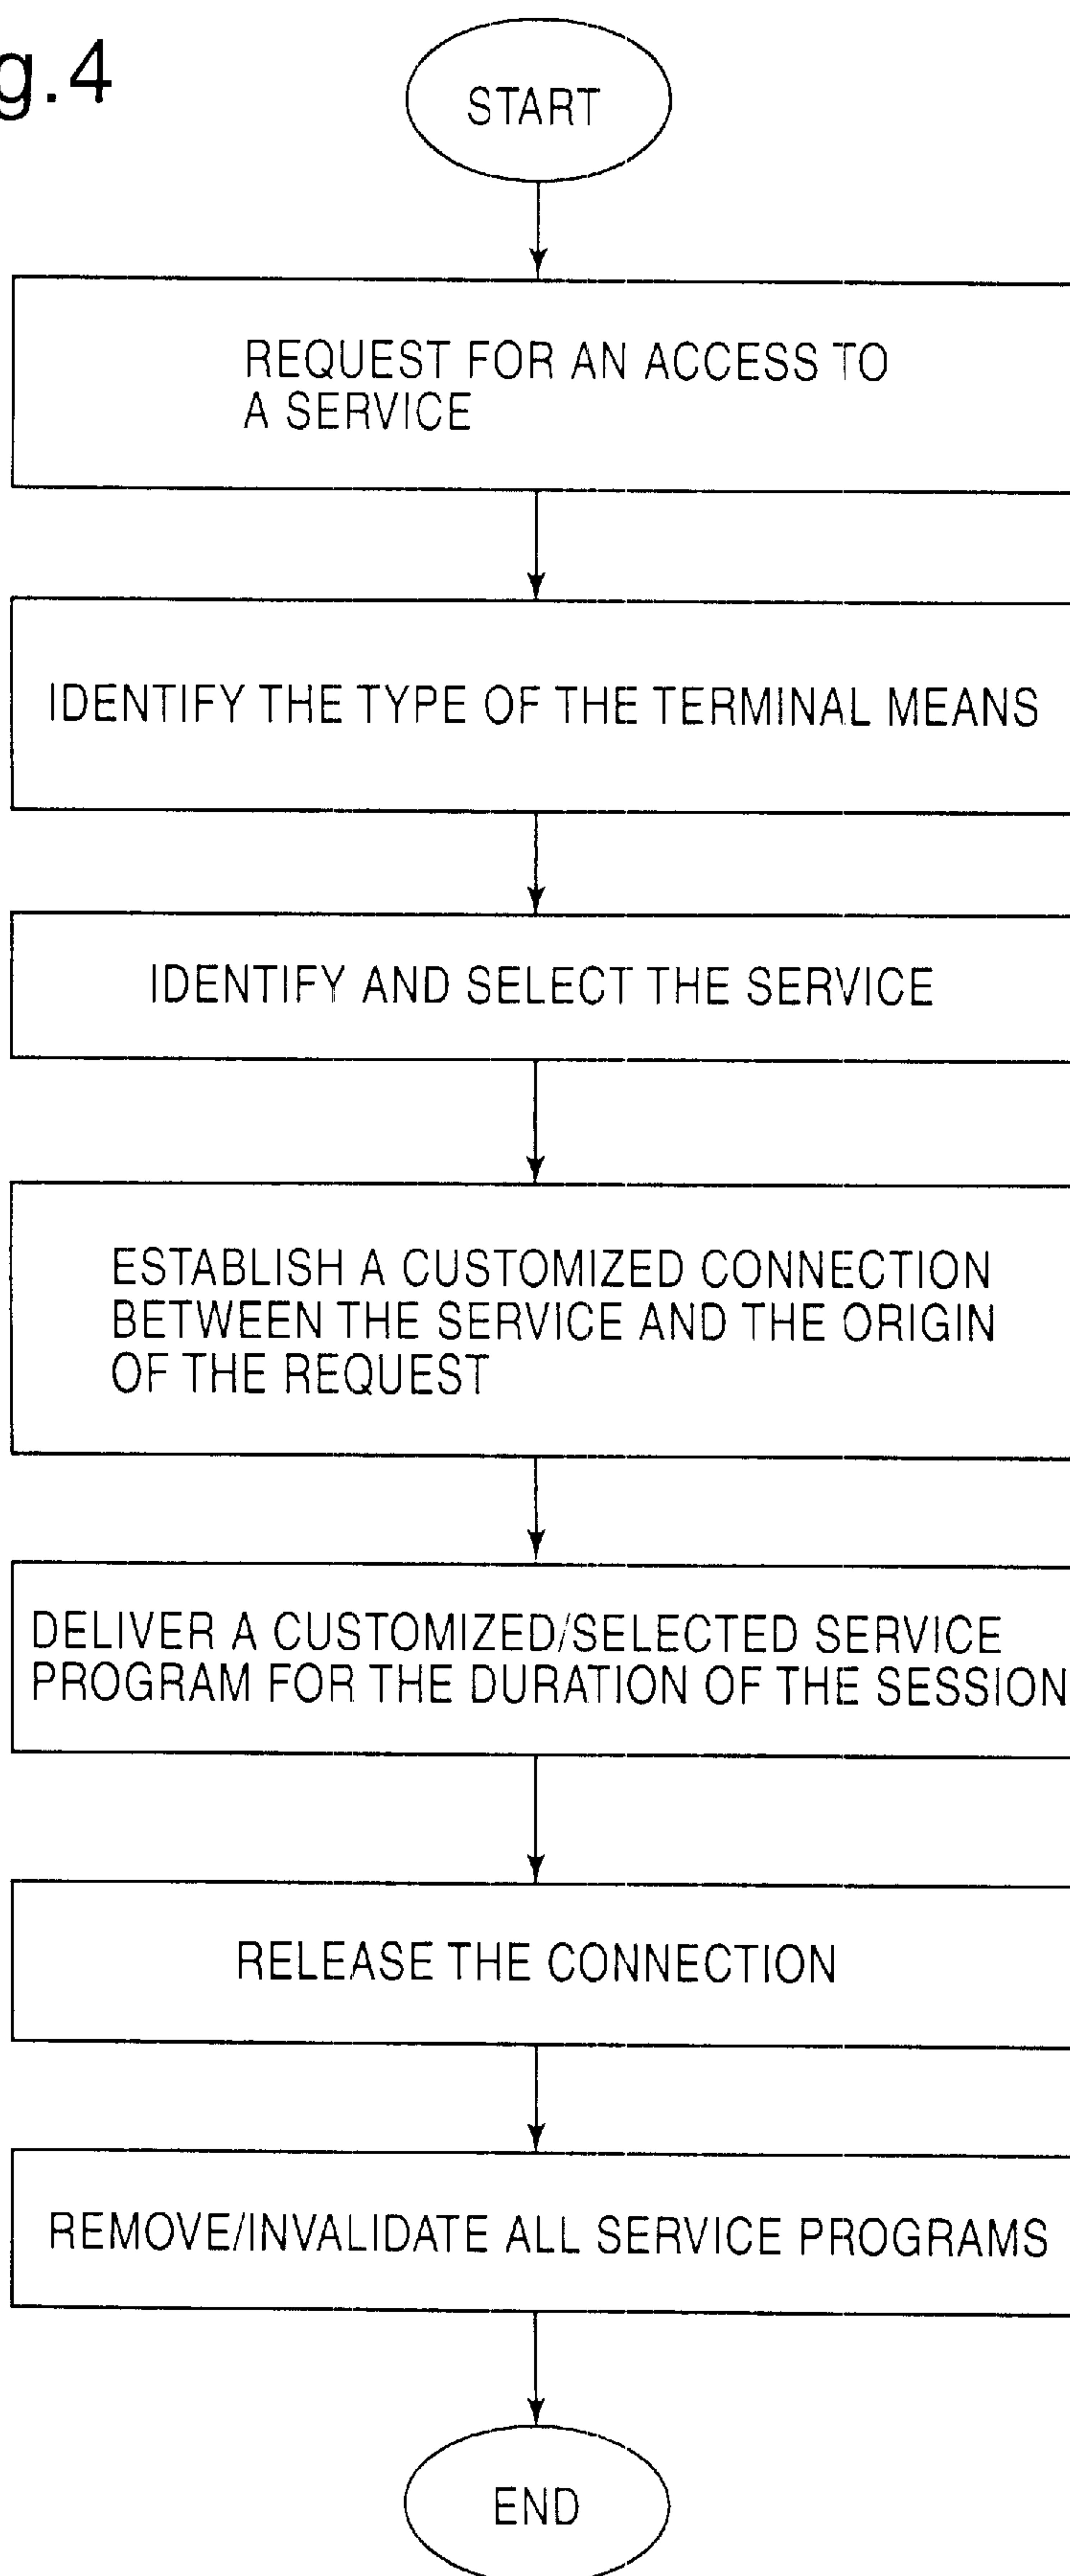 g.4
START
REQUEST FOR AN ACCESS TO
A SERVICE
IDENTIFY THE TYPE OF THE TERMINAL MEANS
IDENTIFY AND SELECT THE SERVICE
ESTABLISH A CUSTOMIZED CONNECTION
BETWEEN THE SERVICE AND THE ORIGIN
OF THE REQUEST
DELIVER A CUSTOMIZED/SELECTED SERVICE
PROGRAM FOR THE DURATION OF THE SESSION
RELEASE THE CONNECTION
REMOVE/INVALIDATE ALL SERVICE PROGRAMS
END